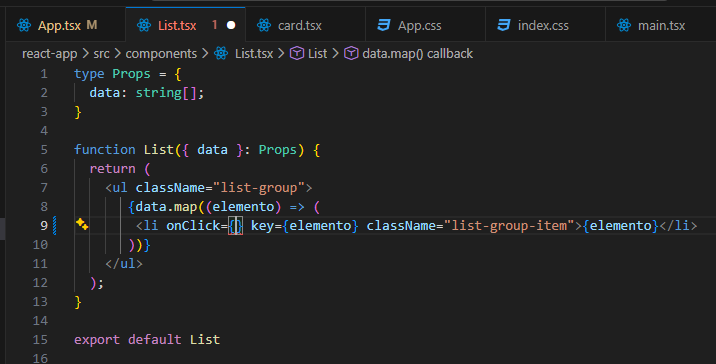 App.tsx M List.tsx 1 card.tsx App.css index.css main.tsx
react-app > src > components > List.tsx > List > data.map() callback
1 type Props = {
2 data: string[];
3 }
4
5 function List({ data }: Props) {
6 return (
7 <ul className="list-group">
8 {data.map((elemento) => (
9 <li onClick={} key={elemento} className="list-group-item">{elemento}</li>
10 ))}
11 </ul>
12 );
13 }
14
15 export default List
16